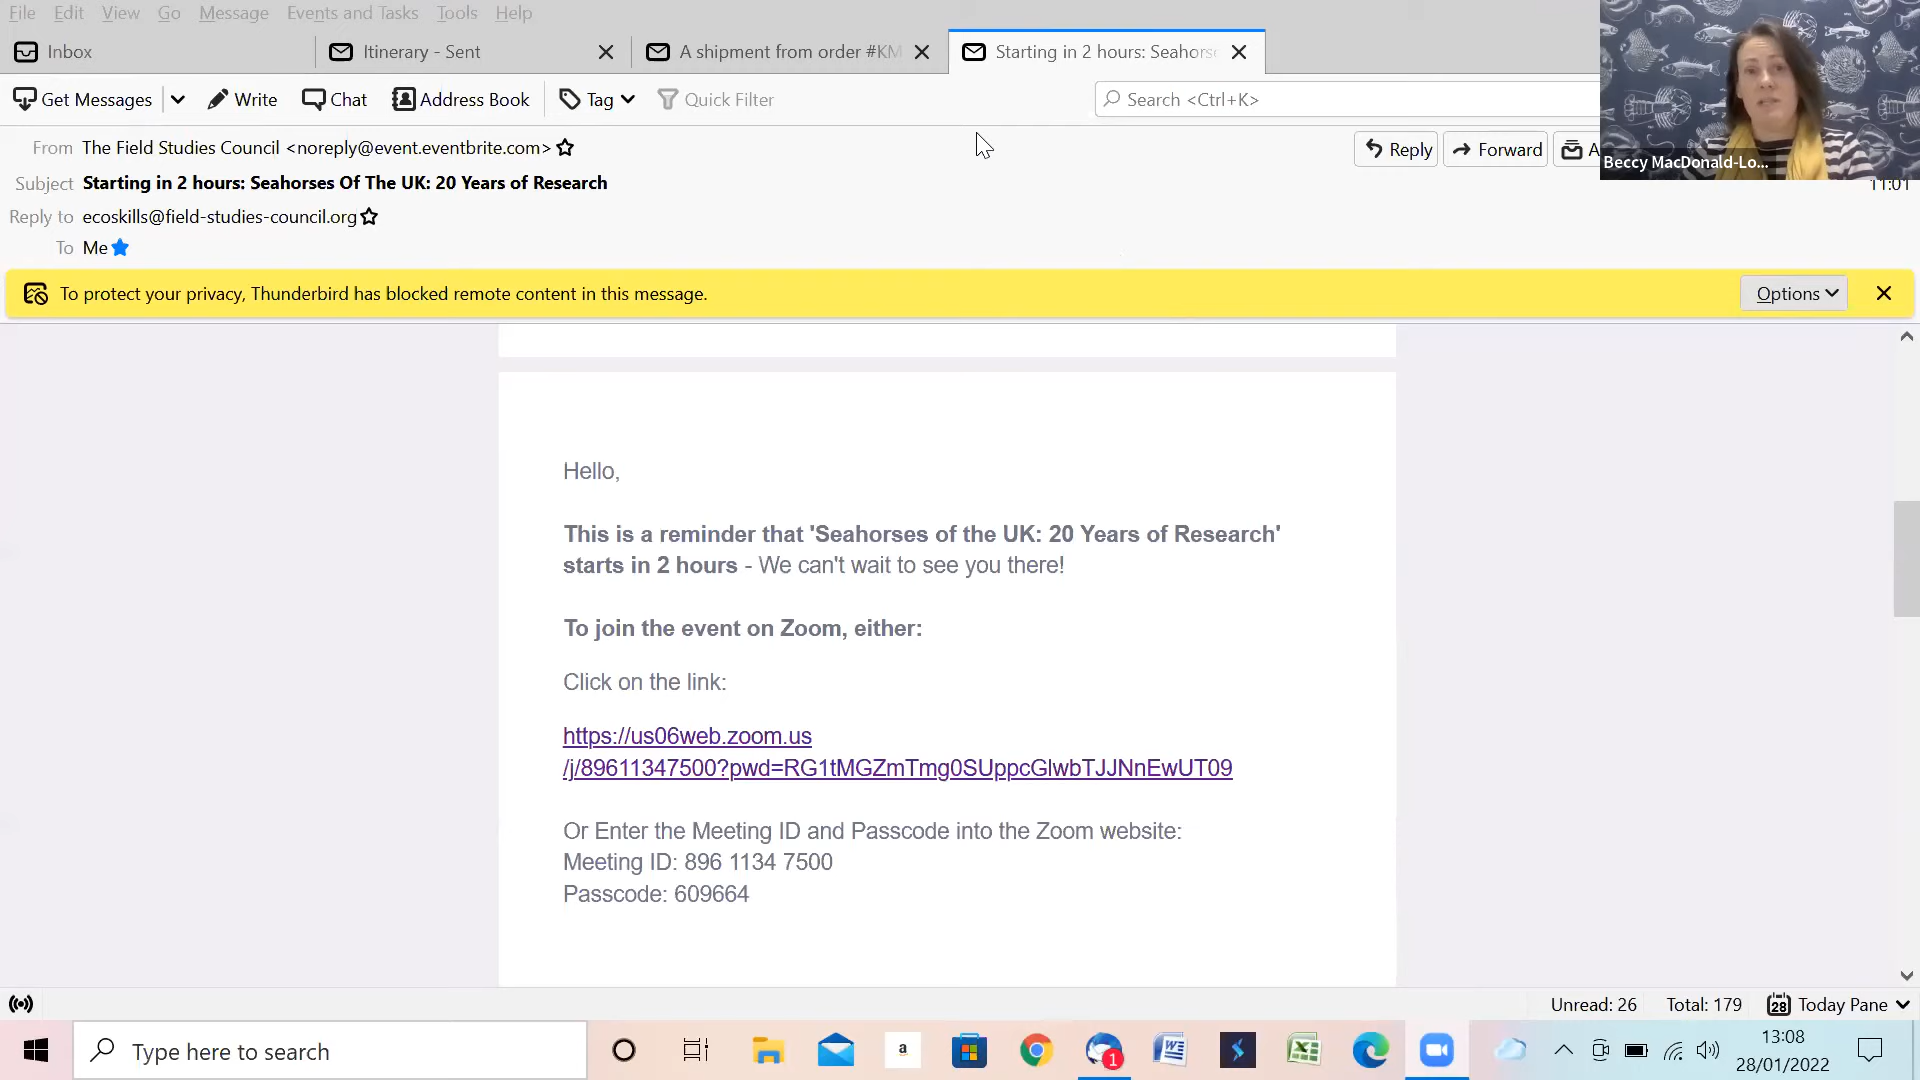 File Edit View Go Message Events and Tasks Tools Help
Inbox
Itinerary - Sent
A shipment from order #KM
Starting in 2 hours: Seahors
Get Messages
Write
Chat
Address Book
Tag
Quick Filter
Search <Ctrl+K>
From The Field Studies Council <noreply@event.eventbrite.com>
Reply
Forward
A
Beccy MacDonald-Lo...
Subject Starting in 2 hours: Seahorses Of The UK: 20 Years of Research
11:01
Reply to ecoskills@field-studies-council.org
To Me
To protect your privacy, Thunderbird has blocked remote content in this message.
Options
Hello,
This is a reminder that 'Seahorses of the UK: 20 Years of Research'
starts in 2 hours - We can't wait to see you there!
To join the event on Zoom, either:
Click on the link:
https://us06web.zoom.us
/j/89611347500?pwd=RG1tMGZmTmg0SUppcGlwbTJJNnEwUT09
Or Enter the Meeting ID and Passcode into the Zoom website:
Meeting ID: 896 1134 7500
Passcode: 609664
Unread: 26
Total: 179
28
Today Pane
Type here to search
a
1
13:08
28/01/2022